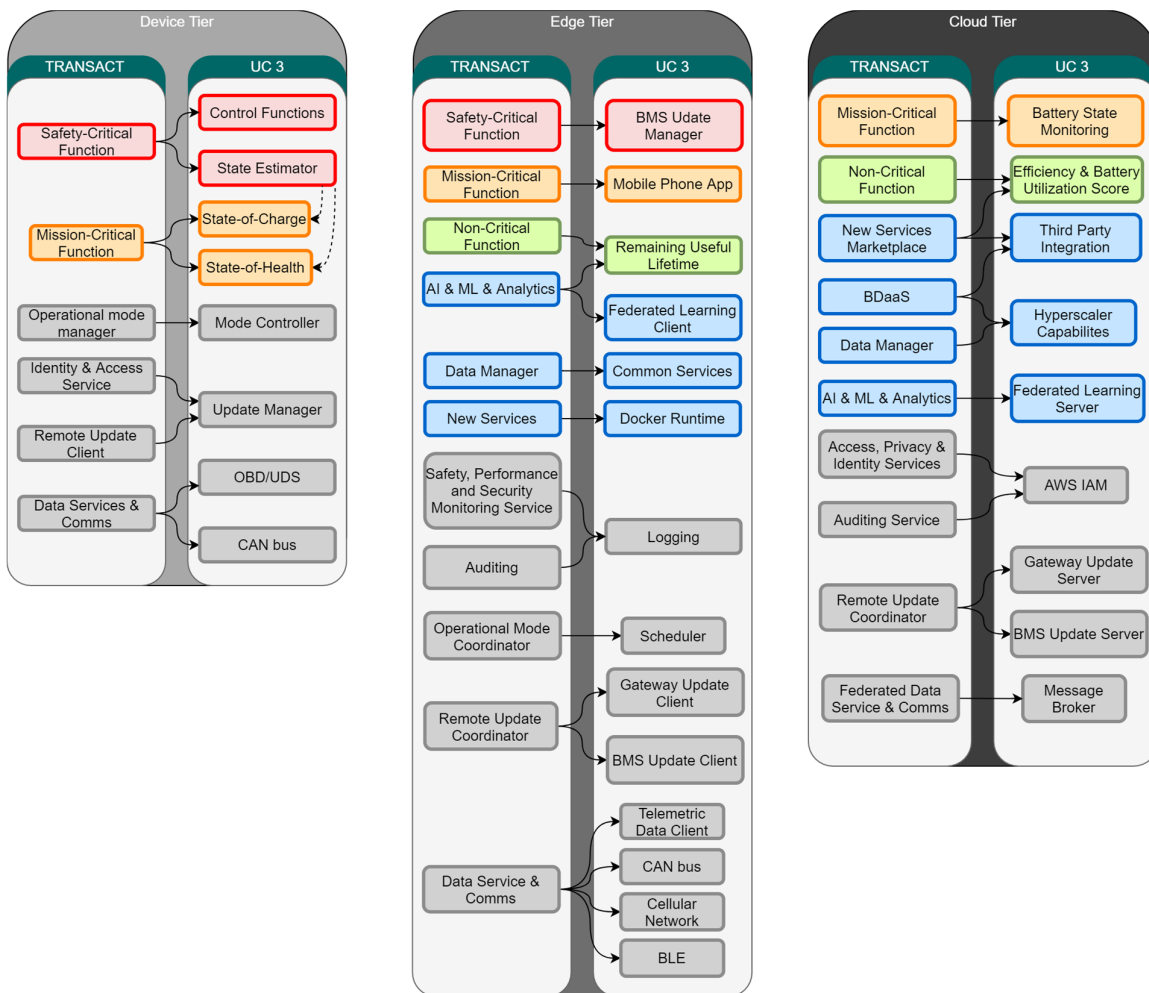 Device Tier
TRANSACT
UC 3
Safety-Critical
Function
Control Functions
State Estimator
Mission-Critical
Function
State-of-Charge
State-of-Health
Operational mode
manager
Mode Controller
Identity & Access
Service
Remote Update
Client
Update Manager
Data Services &
Comms
OBD/UDS
CAN bus
Edge Tier
TRANSACT
UC 3
Safety-Critical
Function
BMS Udate
Manager
Mission-Critical
Function
Mobile Phone App
Non-Critical
Function
Remaining Useful
Lifetime
AI & ML & Analytics
Federated Learning
Client
Data Manager
Common Services
New Services
Docker Runtime
Safety, Performance
and Security
Monitoring Service
Auditing
Logging
Operational Mode
Coordinator
Scheduler
Remote Update
Coordinator
Gateway Update
Client
BMS Update Client
Data Service &
Comms
Telemetric
Data Client
CAN bus
Cellular
Network
BLE
Cloud Tier
TRANSACT
UC 3
Mission-Critical
Function
Battery State
Monitoring
Non-Critical
Function
Efficiency & Battery
Utilization Score
New Services
Marketplace
Third Party
Integration
BDaaS
Data Manager
Hyperscaler
Capabilites
AI & ML & Analytics
Federated Learning
Server
Access, Privacy &
Identity Services
Auditing Service
AWS IAM
Remote Update
Coordinator
Gateway Update
Server
BMS Update Server
Federated Data
Service & Comms
Message
Broker